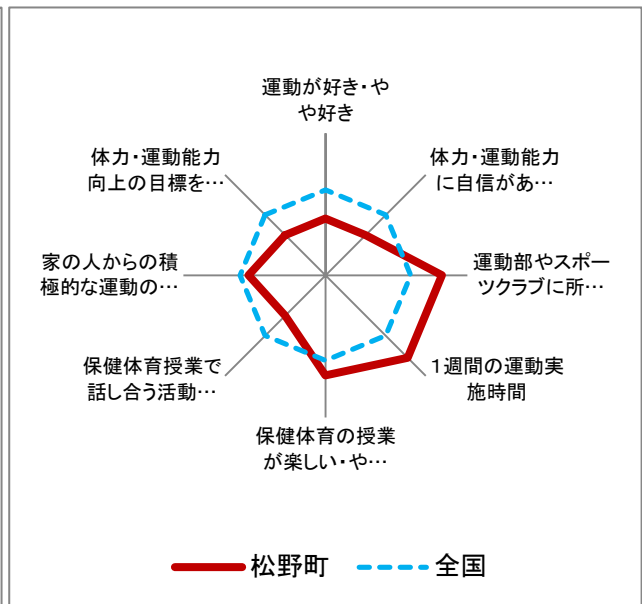 運動が好き・や
や好き
体力・運動能力
に自信があ…
運動部やスポー
ツクラブに所…
1週間の運動実
施時間
保健体育の授業
が楽しい・や…
保健体育授業で
話し合う活動…
家の人からの積
極的な運動の…
体力・運動能力
向上の目標を…
松野町
全国